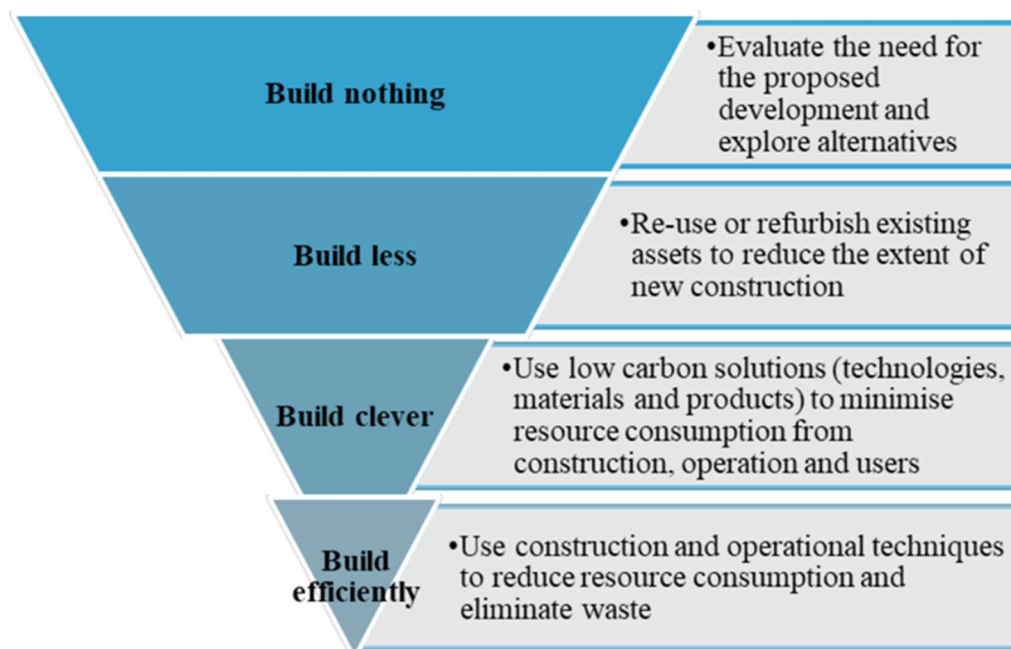 Build nothing
•Evaluate the need for
the proposed
development and
explore alternatives
Build less
•Re-use or refurbish existing
assets to reduce the extent of
new construction
Build clever
•Use low carbon solutions (technologies,
materials and products) to minimise
resource consumption from
construction, operation and users
Build
efficiently
•Use construction and operational techniques
to reduce resource consumption and
eliminate waste